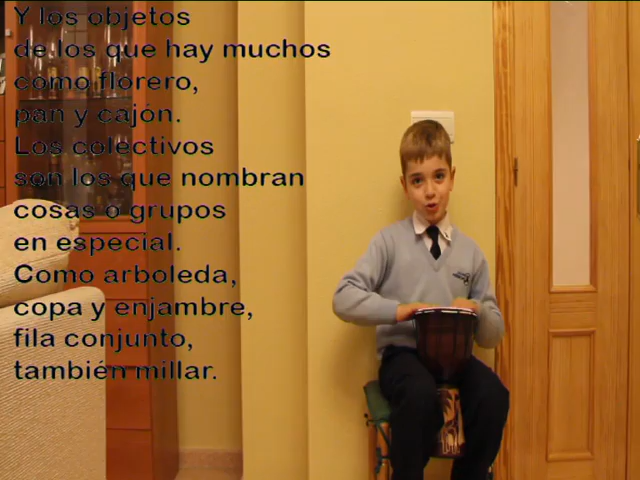 Y los objetos
de los que hay muchos
como florero,
pan y cajón.
Los colectivos
son los que nombran
cosas o grupos
en especial.
Como arboleda,
copa y enjambre,
fila conjunto,
también millar.